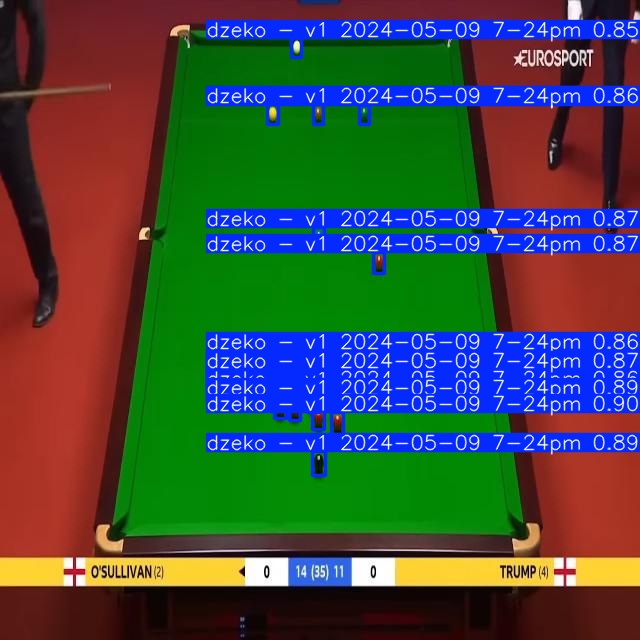 dzeko - v1 2024-05-09 7-24pm 0.85
EUROSPORT
dzeko - v1 2024-05-09 7-24pm 0.86
dzeko - v1 2024-05-09 7-24pm 0.87
dzeko - v1 2024-05-09 7-24pm 0.87
dzeko - v1 2024-05-09 7-24pm 0.86
dzeko - v1 2024-05-09 7-24pm 0.87
dzeko - v1 2024-05-09 7-24pm 0.89
dzeko - v1 2024-05-09 7-24pm 0.90
dzeko - v1 2024-05-09 7-24pm 0.89
O'SULLIVAN (2) 0 14 (35) 11 0 TRUMP (4)